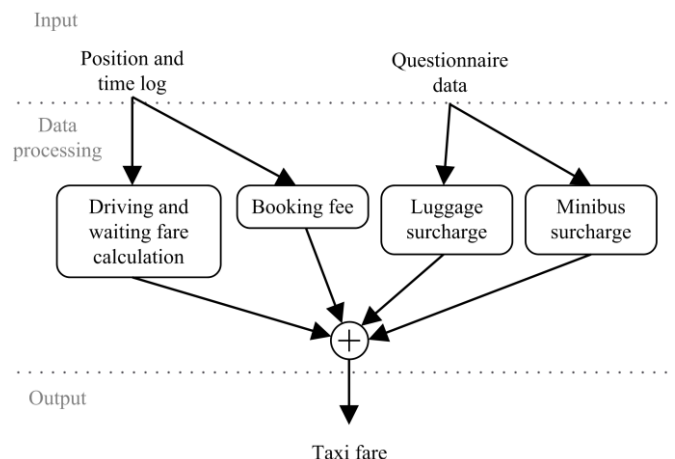 Input
Position and
time log
Questionnaire
data
Data
processing
Driving and
waiting fare
calculation
Booking fee
Luggage
surcharge
Minibus
surcharge
+
Output
Taxi fare